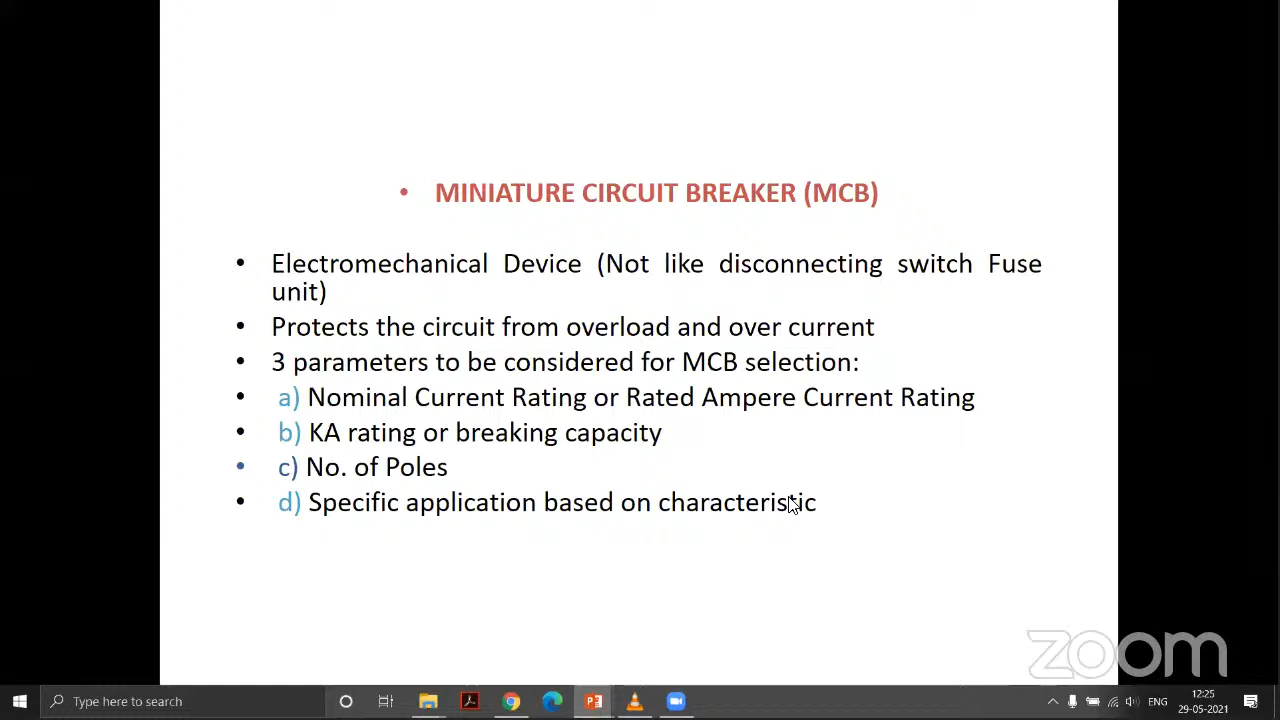 • MINIATURE CIRCUIT BREAKER (MCB)
• Electromechanical Device (Not like disconnecting switch Fuse
unit)
• Protects the circuit from overload and over current
• 3 parameters to be considered for MCB selection:
• a) Nominal Current Rating or Rated Ampere Current Rating
• b) KA rating or breaking capacity
• c) No. of Poles
• d) Specific application based on characteristic
zoom
Type here to search
ENG
12:25
29-05-2021